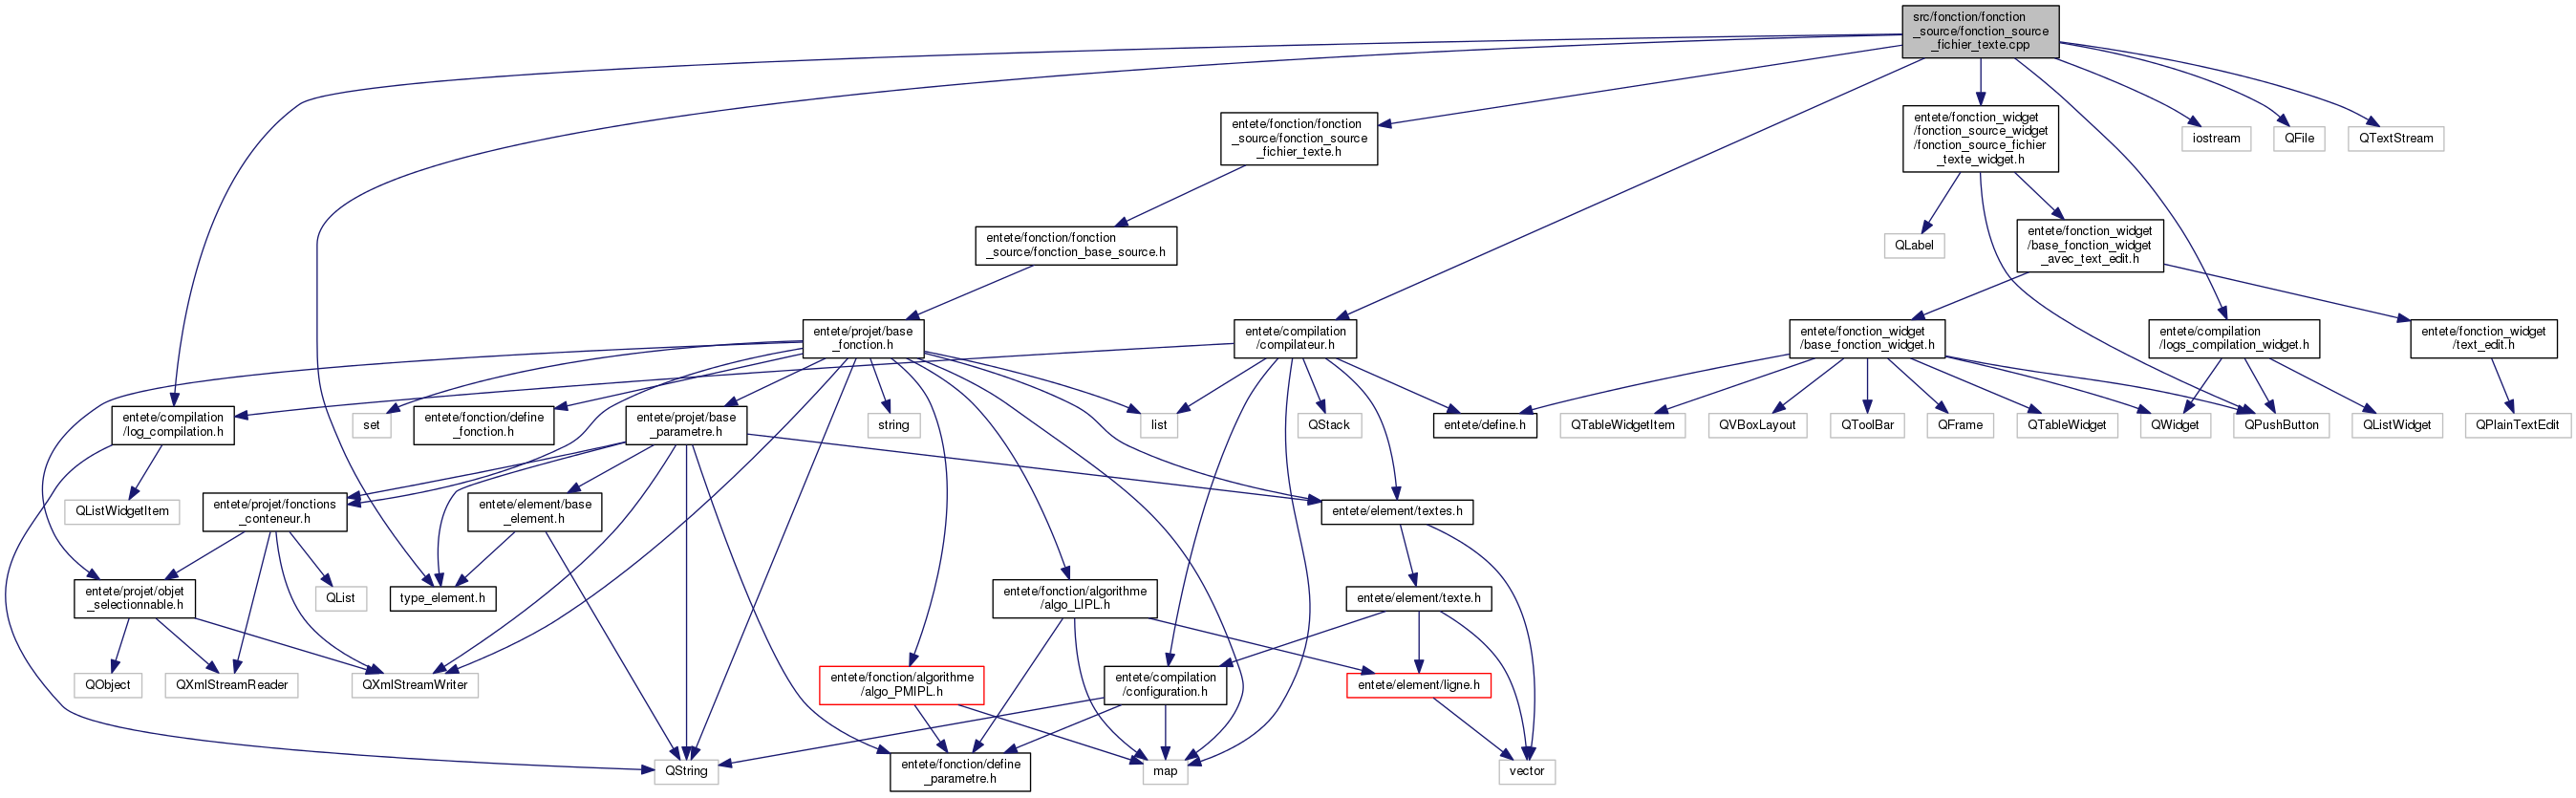 src/fonction/fonction
_source/fonction_source
_fichier_texte.cpp
entete/fonction/fonction
_source/fonction_source
_fichier_texte.h
entete/fonction_widget
/fonction_source_widget
/fonction_source_fichier
_texte_widget.h
iostream
QFile
QTextStream
entete/fonction/fonction
_source/fonction_base_source.h
QLabel
entete/fonction_widget
/base_fonction_widget
_avec_text_edit.h
entete/projet/base
_fonction.h
entete/compilation
/compilateur.h
entete/fonction_widget
/base_fonction_widget.h
entete/compilation
/logs_compilation_widget.h
entete/fonction_widget
/text_edit.h
entete/compilation
/log_compilation.h
set
entete/fonction/define
_fonction.h
entete/projet/base
_parametre.h
string
list
QStack
entete/define.h
QTableWidgetItem
QVBoxLayout
QToolBar
QFrame
QTableWidget
QWidget
QPushButton
QListWidget
QPlainTextEdit
QListWidgetItem
entete/projet/fonctions
_conteneur.h
entete/element/base
_element.h
entete/element/textes.h
entete/projet/objet
_selectionnable.h
QList
type_element.h
entete/fonction/algorithme
/algo_LIPL.h
entete/element/texte.h
QObject
QXmlStreamReader
QXmlStreamWriter
entete/fonction/algorithme
/algo_PMIPL.h
entete/compilation
/configuration.h
entete/element/ligne.h
QString
entete/fonction/define
_parametre.h
map
vector